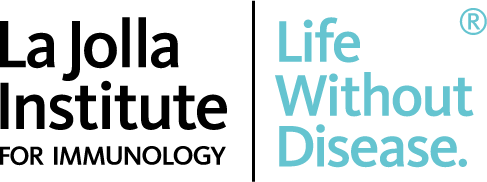 La Jolla
Institute
FOR IMMUNOLOGY
Life ®
Without
Disease.